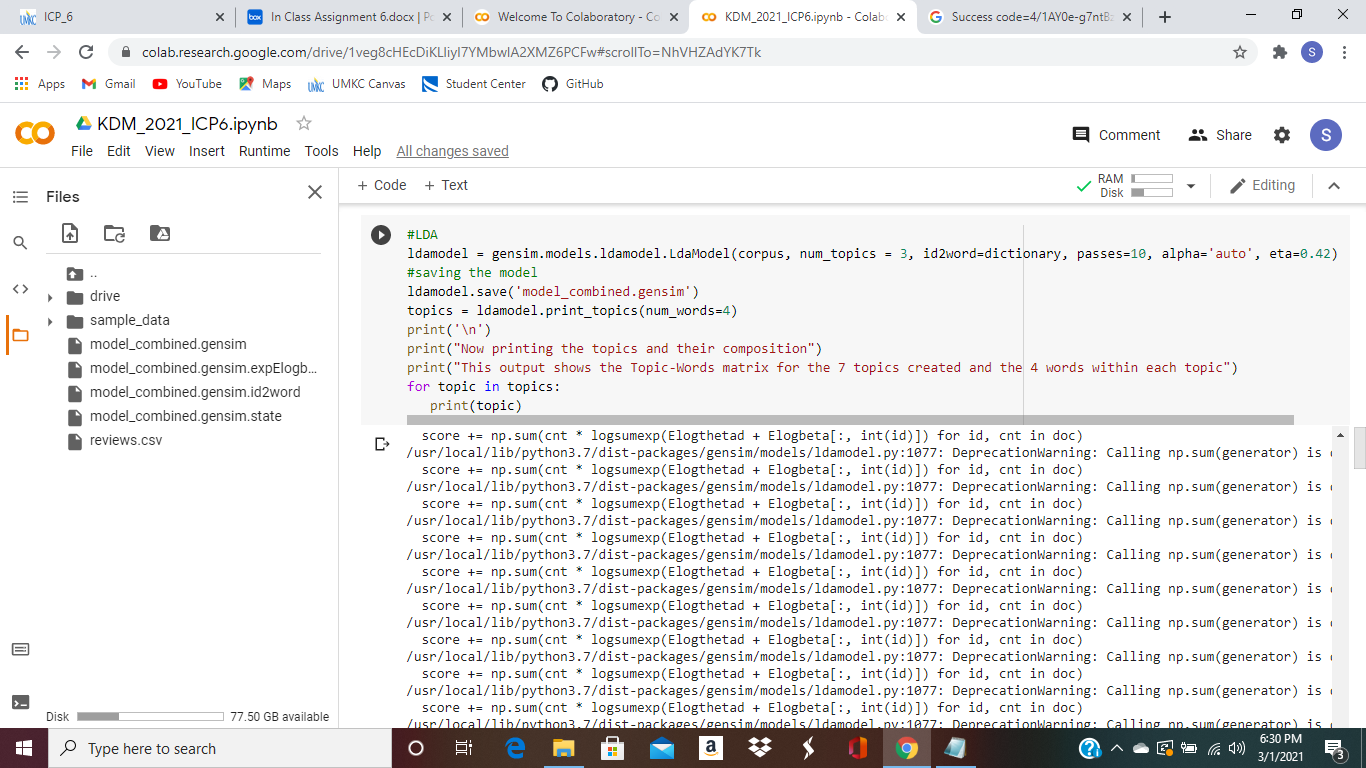 ICP_6
In Class Assignment 6.docx | Po
Welcome To Colaboratory - Co
KDM_2021_ICP6.ipynb - Colab
Success code=4/1AY0e-g7ntB
colab.research.google.com/drive/
Apps
Gmail
YouTube
Maps
UMKC Canvas
Student Center
GitHub
KDM_2021_ICP6.ipynb
Comment
Share
S
File Edit View Insert Runtime Tools Help All changes saved
Files
+ Code + Text
RAM
Disk
Editing
..
drive
sample_data
model_combined.gensim
model_combined.gensim.expElogb...
model_combined.gensim.id2word
model_combined.gensim.state
reviews.csv
Disk
77.50 GB available
#LDA
ldamodel = gensim.models.ldamodel.LdaModel(corpus, num_topics = 3, id2word=dictionary, passes=10, alpha='auto', eta=0.42)
#saving the model
ldamodel.save('model_combined.gensim')
topics = ldamodel.print_topics(num_words=4)
print('\n')
print("Now printing the topics and their composition")
print("This output shows the Topic-Words matrix for the 7 topics created and the 4 words within each topic")
for topic in topics:
print(topic)
score += np.sum(cnt * logsumexp(Elogthetad + Elogbeta[:, int(id)]) for id, cnt in doc)
/usr/local/lib/python3.7/dist-packages/gensim/models/ldamodel.py:1077: DeprecationWarning: Calling np.sum(generator) is
score += np.sum(cnt * logsumexp(Elogthetad + Elogbeta[:, int(id)]) for id, cnt in doc)
/usr/local/lib/python3.7/dist-packages/gensim/models/ldamodel.py:1077: DeprecationWarning: Calling np.sum(generator) is
score += np.sum(cnt * logsumexp(Elogthetad + Elogbeta[:, int(id)]) for id, cnt in doc)
/usr/local/lib/python3.7/dist-packages/gensim/models/ldamodel.py:1077: DeprecationWarning: Calling np.sum(generator) is
score += np.sum(cnt * logsumexp(Elogthetad + Elogbeta[:, int(id)]) for id, cnt in doc)
/usr/local/lib/python3.7/dist-packages/gensim/models/ldamodel.py:1077: DeprecationWarning: Calling np.sum(generator) is
score += np.sum(cnt * logsumexp(Elogthetad + Elogbeta[:, int(id)]) for id, cnt in doc)
/usr/local/lib/python3.7/dist-packages/gensim/models/ldamodel.py:1077: DeprecationWarning: Calling np.sum(generator) is
score += np.sum(cnt * logsumexp(Elogthetad + Elogbeta[:, int(id)]) for id, cnt in doc)
/usr/local/lib/python3.7/dist-packages/gensim/models/ldamodel.py:1077: DeprecationWarning: Calling np.sum(generator) is
score += np.sum(cnt * logsumexp(Elogthetad + Elogbeta[:, int(id)]) for id, cnt in doc)
/usr/local/lib/python3.7/dist-packages/gensim/models/ldamodel.py:1077: DeprecationWarning: Calling np.sum(generator) is
score += np.sum(cnt * logsumexp(Elogthetad + Elogbeta[:, int(id)]) for id, cnt in doc)
/usr/local/lib/python3.7/dist-packages/gensim/models/ldamodel.py:1077: DeprecationWarning: Calling np.sum(generator) is
score += np.sum(cnt * logsumexp(Elogthetad + Elogbeta[:, int(id)]) for id, cnt in doc)
/usr/local/lib/python3.7/dist-packages/gensim/models/ldamodel.py:1077: DeprecationWarning: Calling np.sum(generator) is
Type here to search
6:30 PM
3/1/2021
3